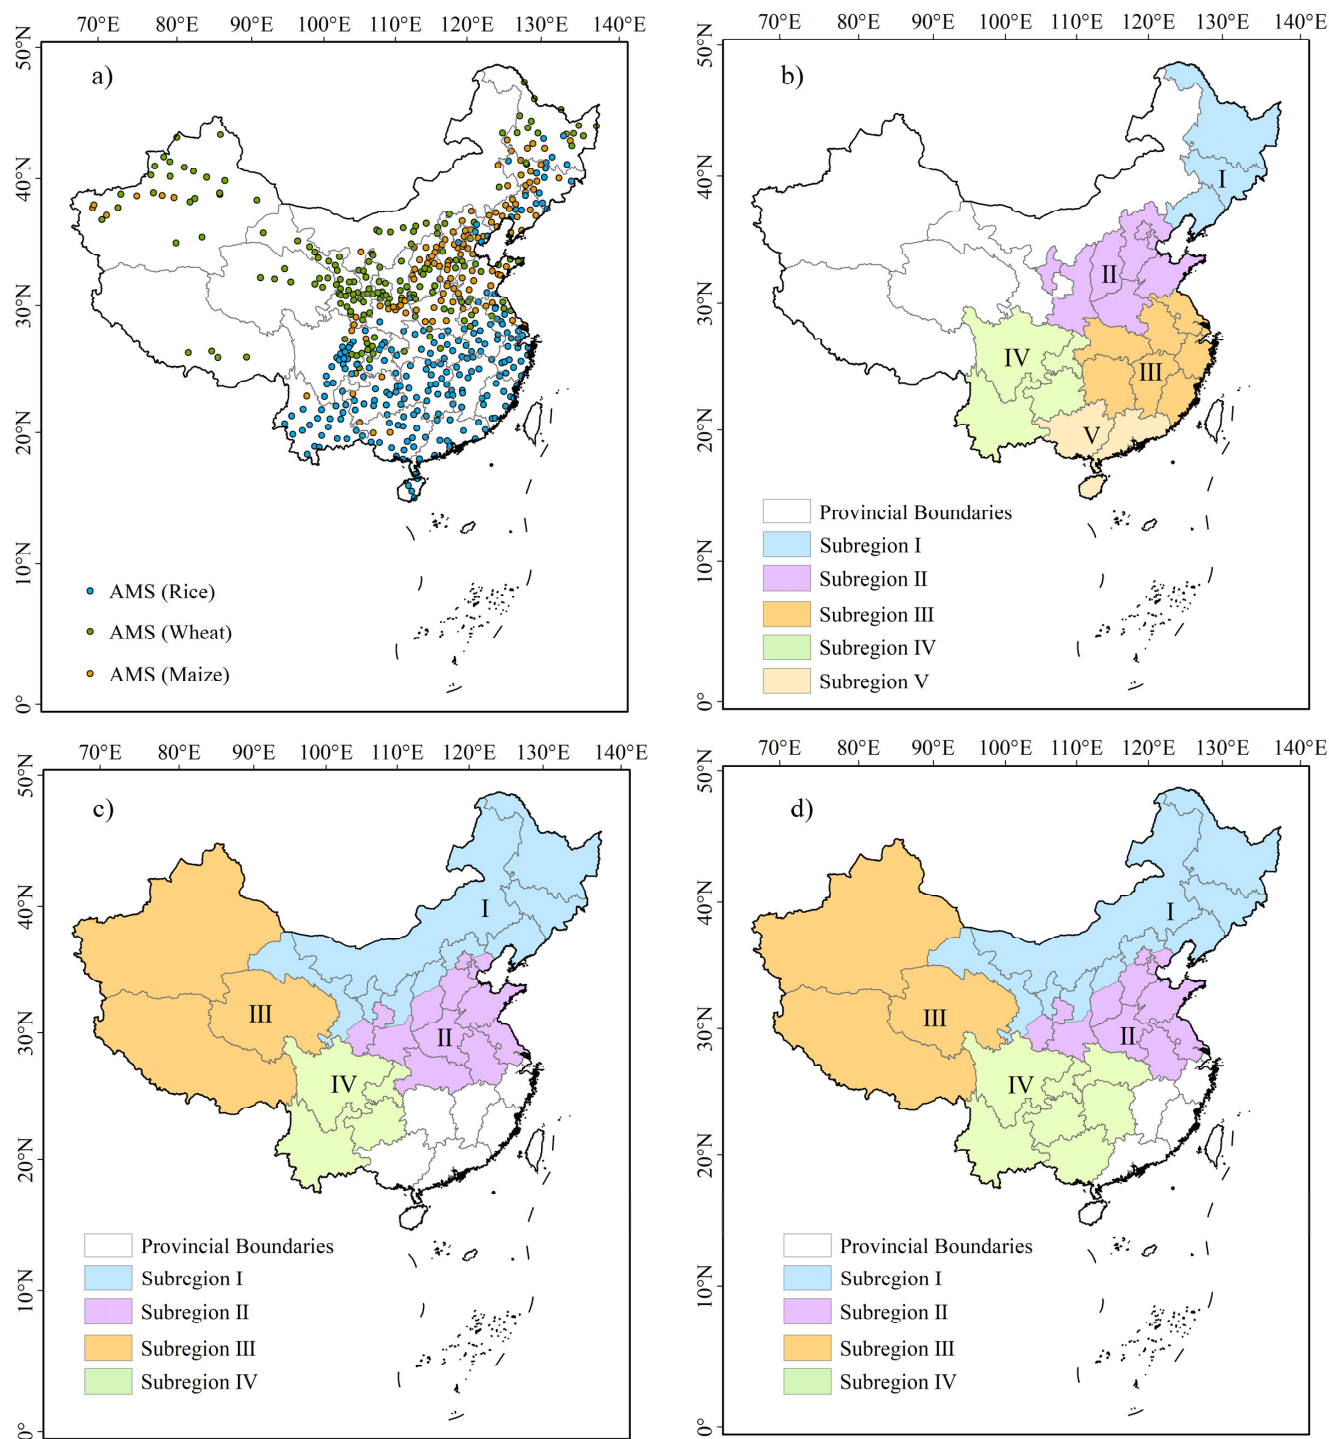 70°E 80°E 90°E 100°E 110°E 120°E 130°E 140°E
50°N
40°N
30°N
20°N
10°N
0°
a)
AMS (Rice)
AMS (Wheat)
AMS (Maize)
70°E 80°E 90°E 100°E 110°E 120°E 130°E 140°E
50°N
40°N
30°N
20°N
10°N
0°
b)
I
II
III
IV
V
Provincial Boundaries
Subregion I
Subregion II
Subregion III
Subregion IV
Subregion V
70°E 80°E 90°E 100°E 110°E 120°E 130°E 140°E
50°N
40°N
30°N
20°N
10°N
0°
c)
I
III
II
IV
Provincial Boundaries
Subregion I
Subregion II
Subregion III
Subregion IV
70°E 80°E 90°E 100°E 110°E 120°E 130°E 140°E
50°N
40°N
30°N
20°N
10°N
0°
d)
I
III
II
IV
Provincial Boundaries
Subregion I
Subregion II
Subregion III
Subregion IV